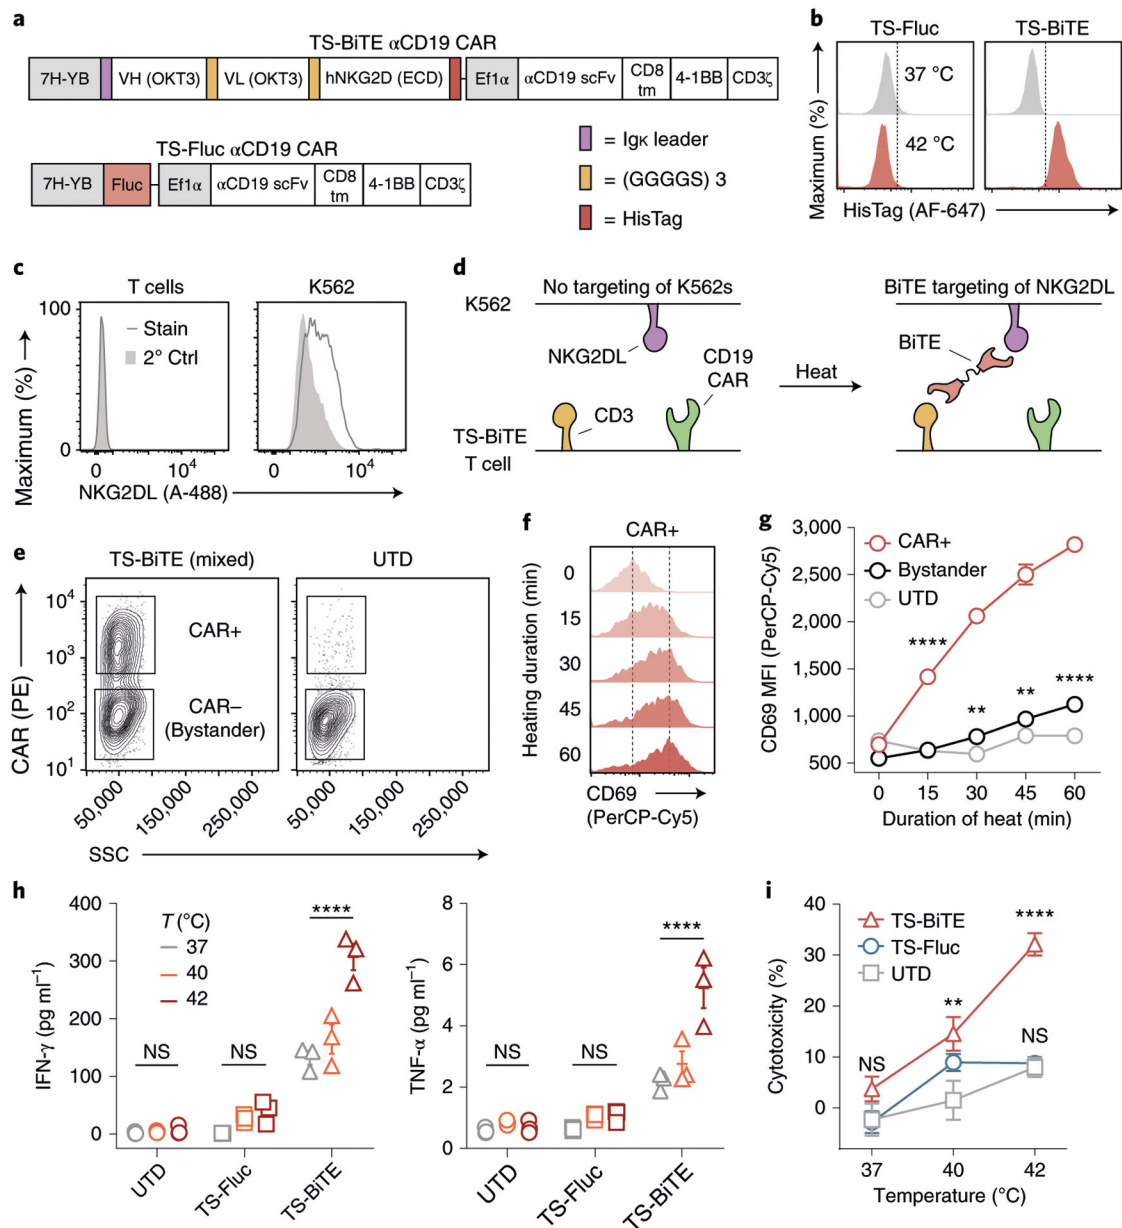 a
TS-BiTE αCD19 CAR
7H-YB VH (OKT3) VL (OKT3) hNKG2D (ECD) Ef1α αCD19 scFv CD8 tm 4-1BB CD3ζ
TS-Fluc αCD19 CAR
7H-YB Fluc Ef1α αCD19 scFv CD8 tm 4-1BB CD3ζ
= Igκ leader
= (GGGGS) 3
= HisTag
b
TS-Fluc TS-BiTE
37 °C
42 °C
Maximum (%)
HisTag (AF-647)
c
T cells K562
100
0
Stain
2° Ctrl
Maximum (%)
0 10⁴ 0 10⁴
NKG2DL (A-488)
d
K562
No targeting of K562s
BiTE targeting of NKG2DL
NKG2DL
CD19
CAR
BiTE
Heat
CD3
TS-BiTE
T cell
e
TS-BiTE (mixed) UTD
CAR (PE)
10⁴
10³
10²
10¹
CAR+
CAR–
(Bystander)
50,000 150,000 250,000 50,000 150,000 250,000
SSC
f
CAR+
Heating duration (min)
0
15
30
45
60
CD69
(PerCP-Cy5)
g
CD69 MFI (PerCP-Cy5)
3,000
2,500
2,000
1,500
1,000
500
CAR+
Bystander
UTD
****
**
**
****
0 15 30 45 60
Duration of heat (min)
h
IFN-γ (pg ml⁻¹)
400
300
200
100
0
T (°C)
37
40
42
NS NS ****
UTD TS-Fluc TS-BiTE
TNF-α (pg ml⁻¹)
8
6
4
2
0
NS NS ****
UTD TS-Fluc TS-BiTE
i
Cytotoxicity (%)
40
30
20
10
0
TS-BiTE
TS-Fluc
UTD
NS
**
****
NS
37 40 42
Temperature (°C)